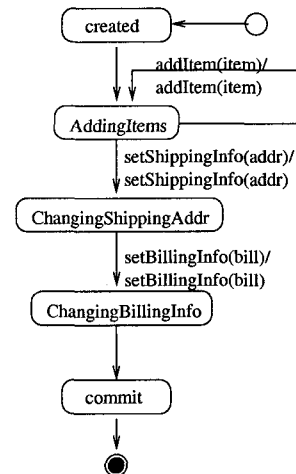 created
addItem(item)/
addItem(item)
AddingItems
setShippingInfo(addr)/
setShippingInfo(addr)
ChangingShippingAddr
setBillingInfo(bill)/
setBillingInfo(bill)
ChangingBillingInfo
commit